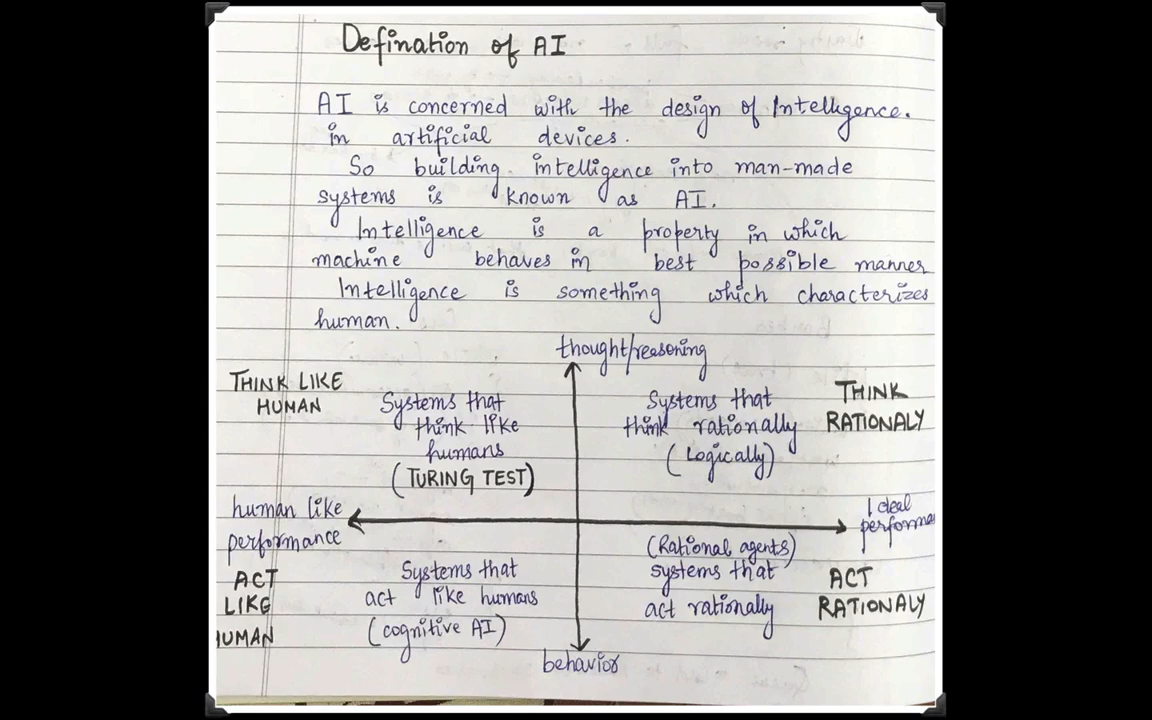 Defination of AI
AI is concerned with the design of Intelligence.
in artificial devices.
So building intelligence into man-made
systems is known as AI.
Intelligence is a property in which
machine behaves in best possible manner
Intelligence is something which characterizes
human.
thought/reasoning
THINK LIKE
HUMAN
Systems that
think like
humans
(TURING TEST)
Systems that
think rationally
(Logically)
THINK
RATIONALY
human like
performance
Ideal
performa
ACT
LIKE
HUMAN
Systems that
act like humans
(cognitive AI)
(Rational agents)
systems that
act rationally
ACT
RATIONALY
behavior